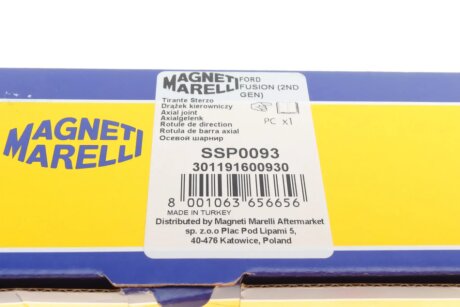 MAGNETI
MARELLI
FORD
FUSION (2ND
GEN)
Tirante Sterzo
Drążek kierowniczy
Axial joint
Axialgelenk
Rotule de direction
Rotula de barra axial
Осевой шарнир
PC x1
SSP0093
301191600930
8 001063 656656
MADE IN TURKEY
Distributed by Magneti Marelli Aftermarket
sp. z.o.o Plac Pod Lipami 5,
40-476 Katowice, Poland
MAGNETI
MARELLI